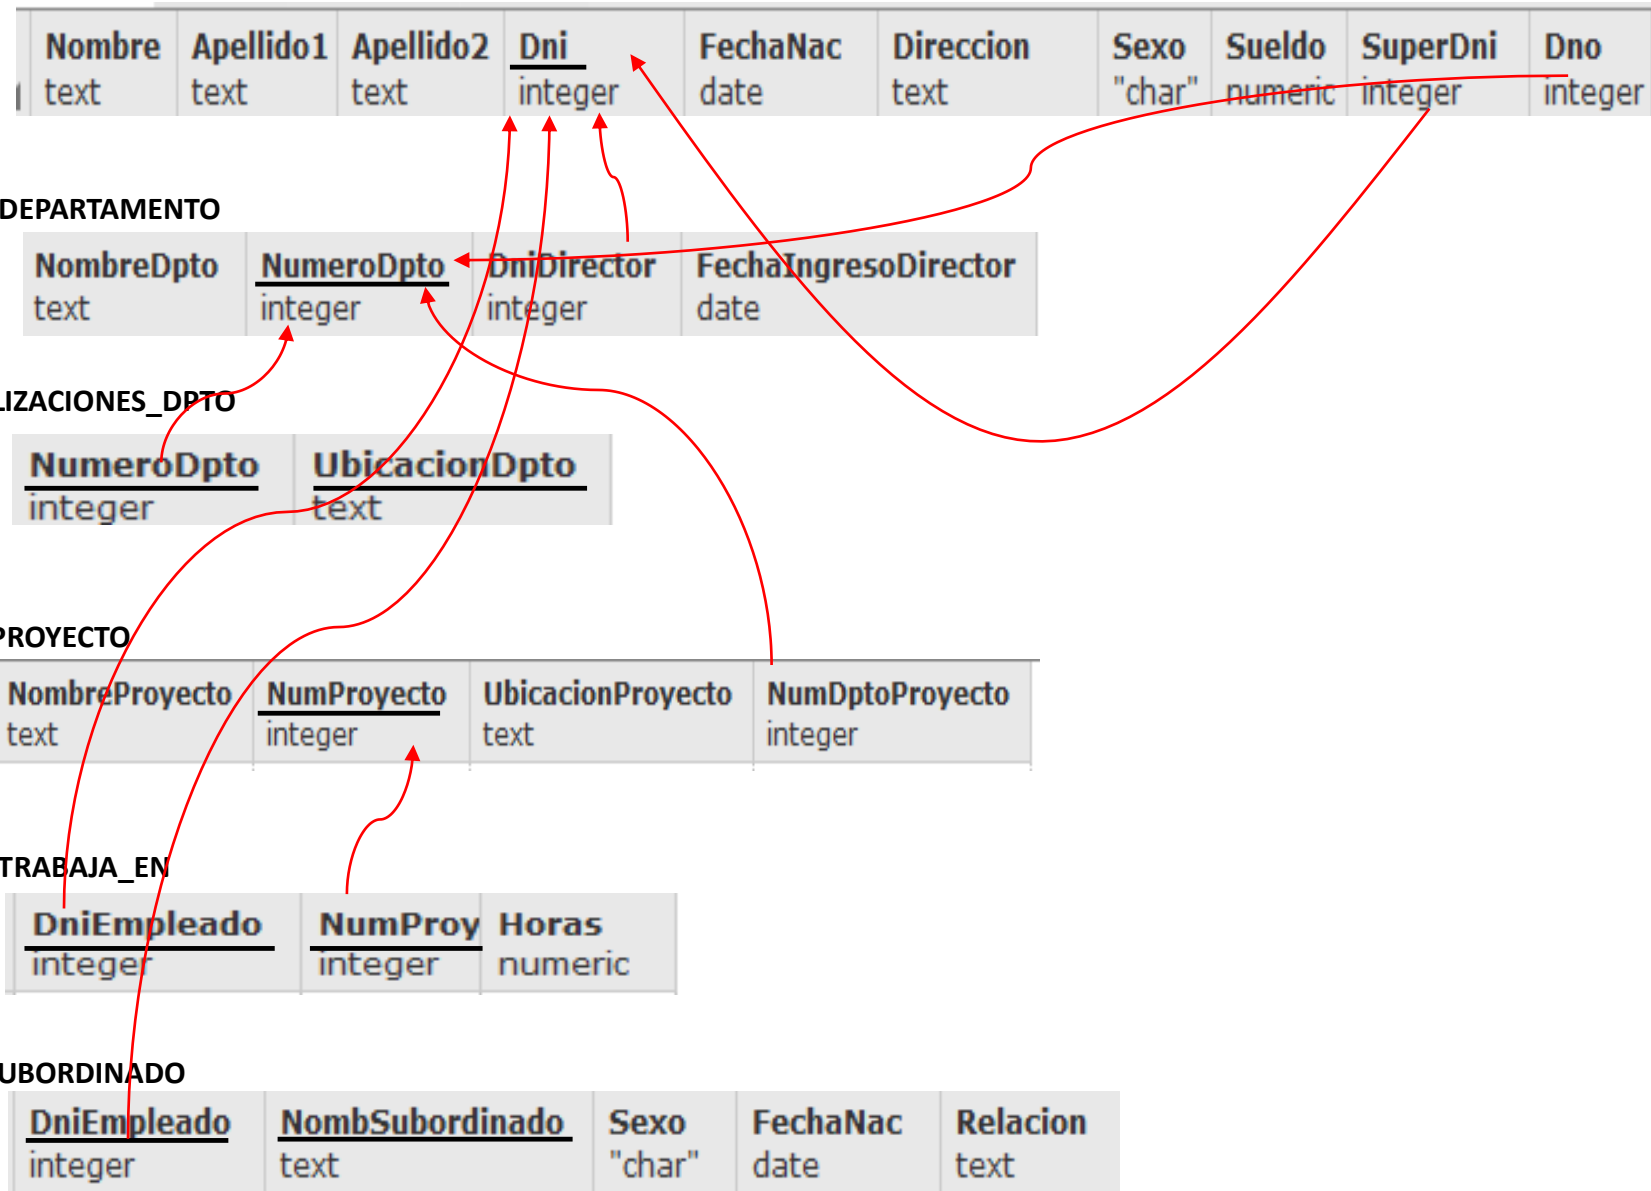 Nombre Apellido1 Apellido2 Dni FechaNac Direccion Sexo Sueldo SuperDni Dno
text text text integer date text "char" numeric integer integer
DEPARTAMENTO
NombreDpto NumeroDpto DniDirector FechaIngresoDirector
text integer integer date
LIZACIONES_DPTO
NumeroDpto UbicacionDpto
integer text
PROYECTO
NombreProyecto NumProyecto UbicacionProyecto NumDptoProyecto
text integer text integer
TRABAJA_EN
DniEmpleado NumProy Horas
integer integer numeric
UBORDINADO
DniEmpleado NombSubordinado Sexo FechaNac Relacion
integer text "char" date text